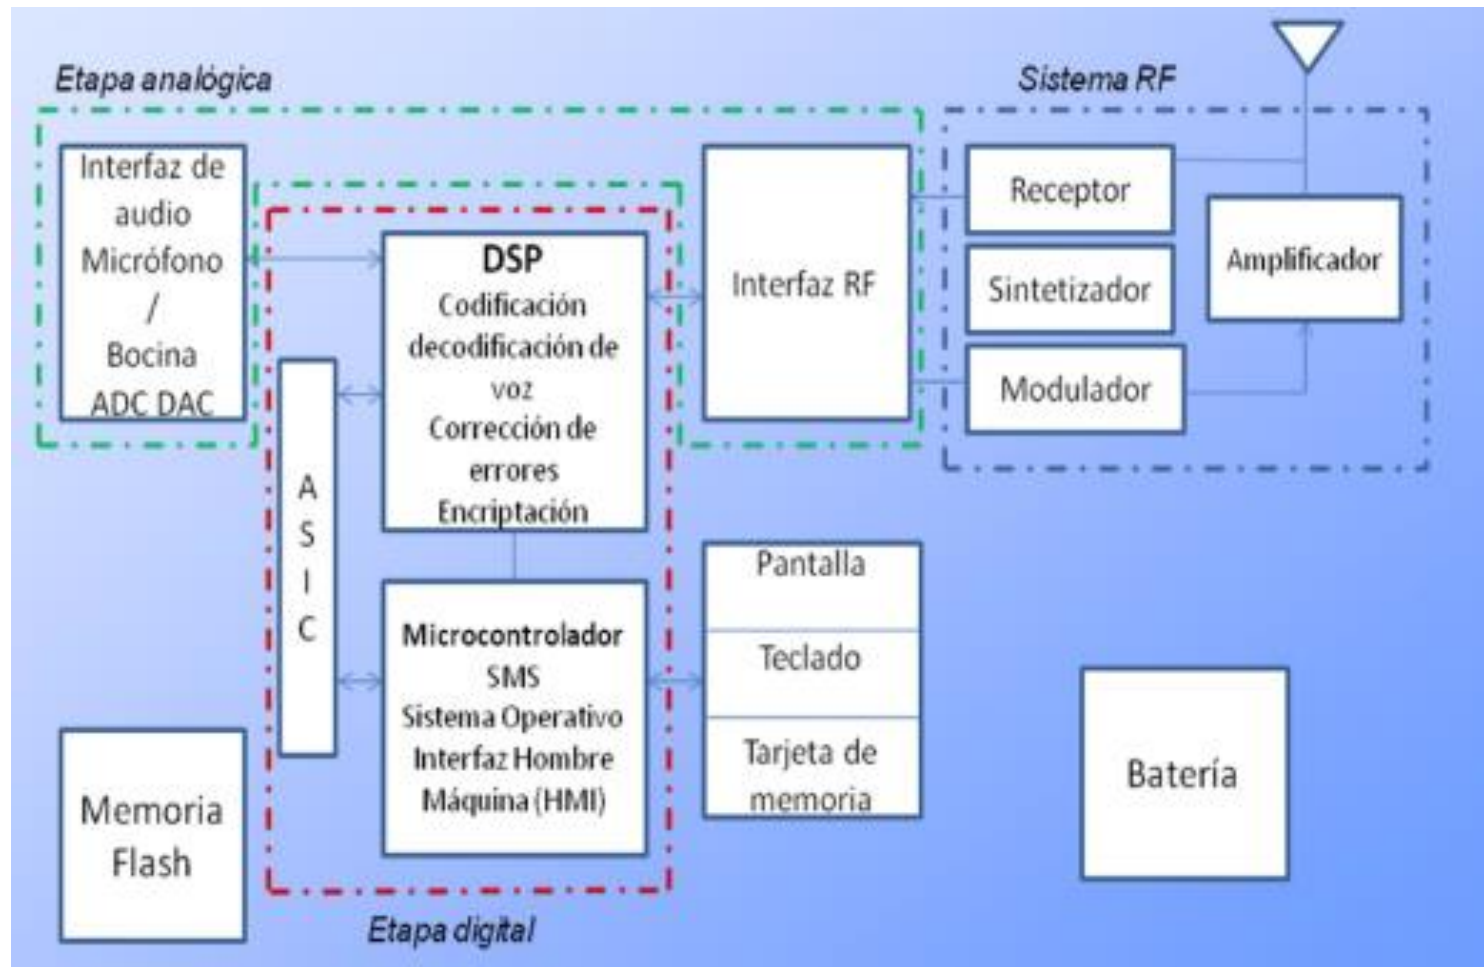 Etapa analógica
Sistema RF
Interfaz de
audio
Micrófono
/
Bocina
ADC DAC
DSP
Codificación
decodificación de
voz
Corrección de
errores
Encriptación
Interfaz RF
Receptor
Sintetizador
Modulador
Amplificador
A
S
I
C
Microcontrolador
SMS
Sistema Operativo
Interfaz Hombre
Máquina (HMI)
Pantalla
Teclado
Tarjeta de
memoria
Batería
Memoria
Flash
Etapa digital